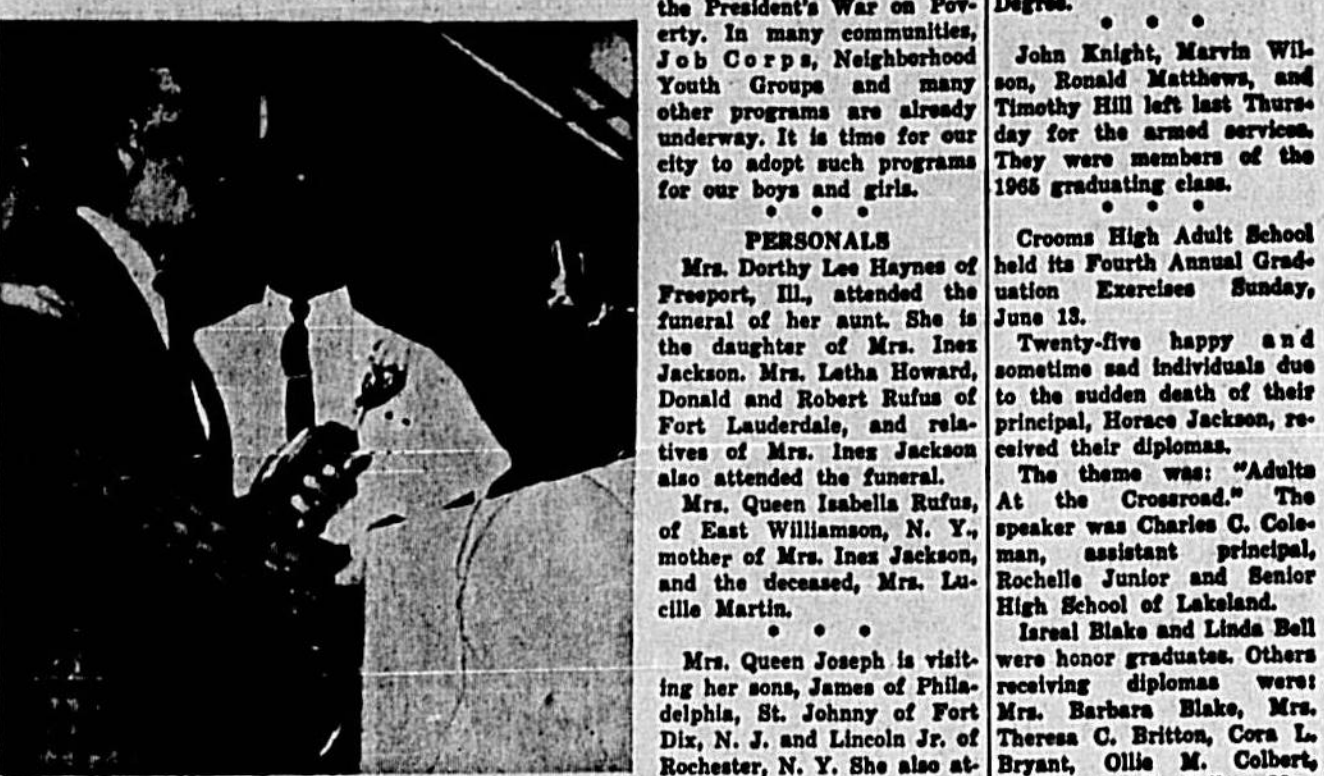 the President's War on Pov-
erty. In many communities,
Job Corps, Neighborhood
Youth Groups and many
other programs are already
underway. It is time for our
city to adopt such programs
for our boys and girls.
• • •
PERSONALS
Mrs. Dorthy Lee Haynes of
Freeport, Ill., attended the
funeral of her aunt. She is
the daughter of Mrs. Inez
Jackson. Mrs. Letha Howard,
Donald and Robert Rufus of
Fort Lauderdale, and rela-
tives of Mrs. Inez Jackson
also attended the funeral.
Mrs. Queen Isabella Rufus,
of East Williamson, N. Y.,
mother of Mrs. Inez Jackson,
and the deceased, Mrs. Lu-
cille Martin.
• • •
Mrs. Queen Joseph is visit-
ing her sons, James of Phila-
delphia, St. Johnny of Fort
Dix, N. J. and Lincoln Jr. of
Rochester, N. Y. She also at-
Degree.
• • •
John Knight, Marvin Wil-
son, Ronald Matthews, and
Timothy Hill left last Thurs-
day for the armed services.
They were members of the
1965 graduating class.
• • •
Crooms High Adult School
held its Fourth Annual Grad-
uation Exercises Sunday,
June 13.
Twenty-five happy and
sometime sad individuals due
to the sudden death of their
principal, Horace Jackson, re-
ceived their diplomas.
The theme was: "Adults
At the Crossroad." The
speaker was Charles C. Cole-
man, assistant principal,
Rochelle Junior and Senior
High School of Lakeland.
Isreal Blake and Linda Bell
were honor graduates. Others
receiving diplomas were:
Mrs. Barbara Blake, Mrs.
Theresa C. Britton, Cora L.
Bryant, Ollie M. Colbert,